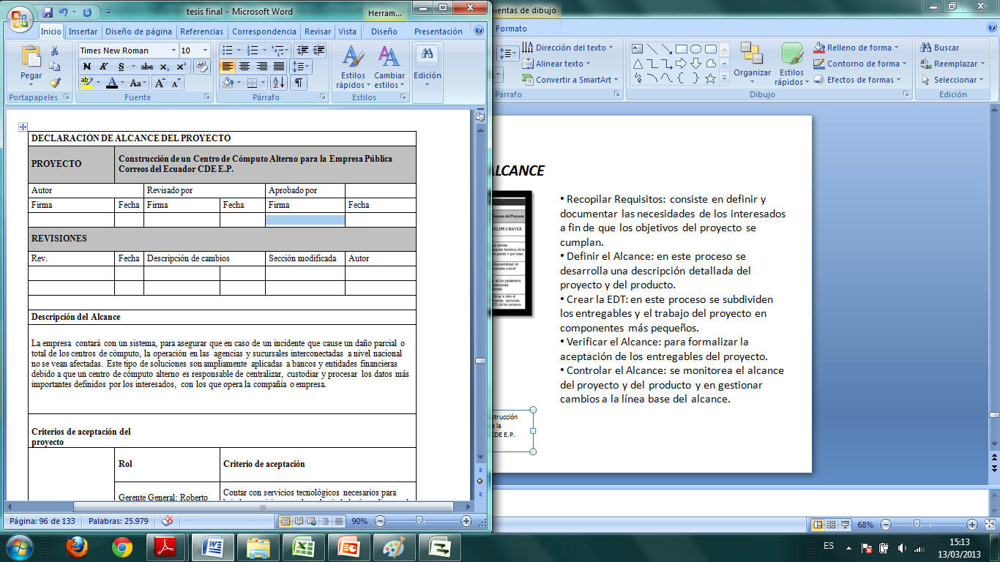 tesis final - Microsoft Word
Herram...
mientas de dibujo
Inicio Insertar Diseño de página Referencias Correspondencia Revisar Vista Diseño Presentación
Formato
Times New Roman 10
Pegar
N K S abc x₂ x²
Aa A A
Estilos rápidos
Cambiar estilos
Edición
Portapapeles Fuente Párrafo Estilos
Dirección del texto
Alinear texto
Convertir a SmartArt
Párrafo
Organizar
Estilos rápidos
Relleno de forma
Contorno de forma
Efectos de formas
Dibujo
Buscar
Reemplazar
Seleccionar
Edición
DECLARACIÓN DE ALCANCE DEL PROYECTO
PROYECTO
Construcción de un Centro de Cómputo Alterno para la Empresa Pública
Correos del Ecuador CDE E.P.
Autor Revisado por Aprobado por
Firma Fecha Firma Fecha Firma Fecha
REVISIONES
Rev. Fecha Descripción de cambios Sección modificada Autor
Descripción del Alcance
La empresa contará con un sistema, para asegurar que en caso de un incidente que cause un daño parcial o
total de los centros de cómputo, la operación en las agencias y sucursales interconectadas a nivel nacional
no se vean afectadas. Este tipo de soluciones son ampliamente aplicadas a bancos y entidades financieras
debido a que un centro de cómputo alterno es responsable de centralizar, custodiar y procesar los datos más
importantes definidos por los interesados, con los que opera la compañía o empresa.
Criterios de aceptación del
proyecto
Rol Criterio de aceptación
Gerente General: Roberto
Contar con servicios tecnológicos necesarios para
Página: 96 de 133 Palabras: 25.979 90%
ALCANCE
Gerente del Proyecto
FELIPE CHAVEZ
• Recopilar Requisitos: consiste en definir y
documentar las necesidades de los interesados
a fin de que los objetivos del proyecto se
cumplan.
• Definir el Alcance: en este proceso se
desarrolla una descripción detallada del
proyecto y del producto.
• Crear la EDT: en este proceso se subdividen
los entregables y el trabajo del proyecto en
componentes más pequeños.
• Verificar el Alcance: para formalizar la
aceptación de los entregables del proyecto.
• Controlar el Alcance: se monitorea el alcance
del proyecto y del producto y en gestionar
cambios a la línea base del alcance.
strucción
a la
CDE E.P.
68%
ES
15:13
13/03/2013